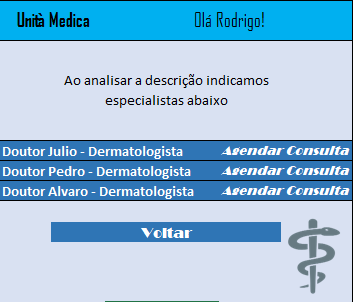 Unità Medica Olá Rodrigo!
Ao analisar a descrição indicamos
especialistas abaixo
Doutor Julio - Dermatologista Agendar Consulta
Doutor Pedro - Dermatologista Agendar Consulta
Doutor Alvaro - Dermatologista Agendar Consulta
Voltar